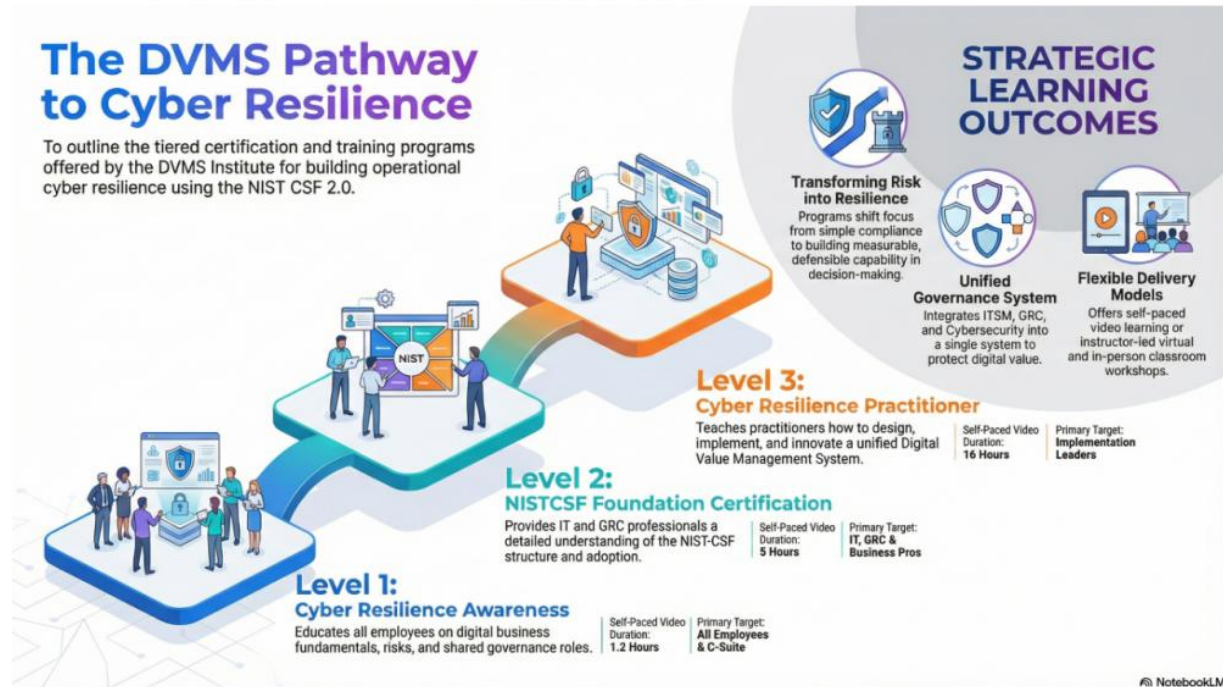 The DVMS Pathway
to Cyber Resilience
To outline the tiered certification and training programs
offered by the DVMS Institute for building operational
cyber resilience using the NIST CSF 2.0.
STRATEGIC
LEARNING
OUTCOMES
Transforming Risk
into Resilience
Programs shift focus
from simple compliance
to building measurable,
defensible capability in
decision-making.
Unified
Governance System
Integrates ITSM, GRC,
and Cybersecurity into
a single system to
protect digital value.
Flexible Delivery
Models
Offers self-paced
video learning or
instructor-led virtual
and in-person classroom
workshops.
NIST
Level 3:
Cyber Resilience Practitioner
Teaches practitioners how to design,
implement, and innovate a unified Digital
Value Management System.
Self-Paced Video
Duration:
16 Hours
Primary Target:
Implementation
Leaders
Level 2:
NISTCSF Foundation Certification
Provides IT and GRC professionals a
detailed understanding of the NIST-CSF
structure and adoption.
Self-Paced Video
Duration:
5 Hours
Primary Target:
IT, GRC &
Business Pros
Level 1:
Cyber Resilience Awareness
Educates all employees on digital business
fundamentals, risks, and shared governance roles.
Self-Paced Video
Duration:
1.2 Hours
Primary Target:
All Employees
& C-Suite
NotebookLM